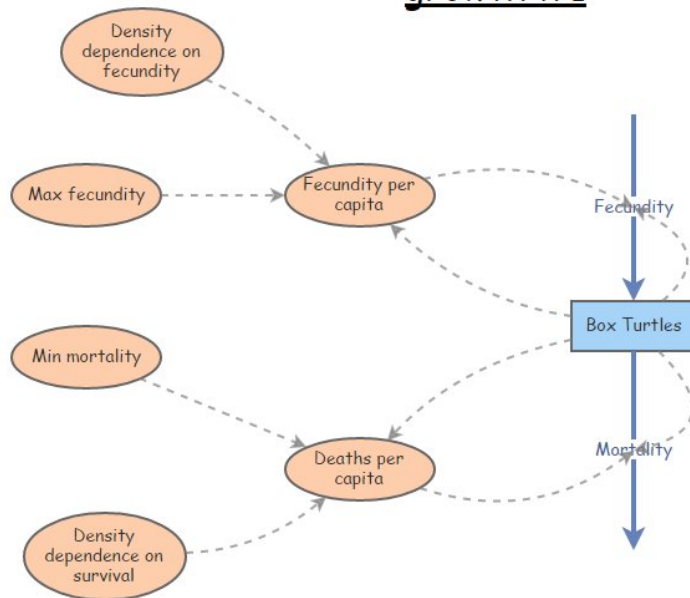 Density
dependence on
fecundity
Max fecundity
Fecundity per
capita
Fecundity
Box Turtles
Min mortality
Mortality
Deaths per
capita
Density
dependence on
survival